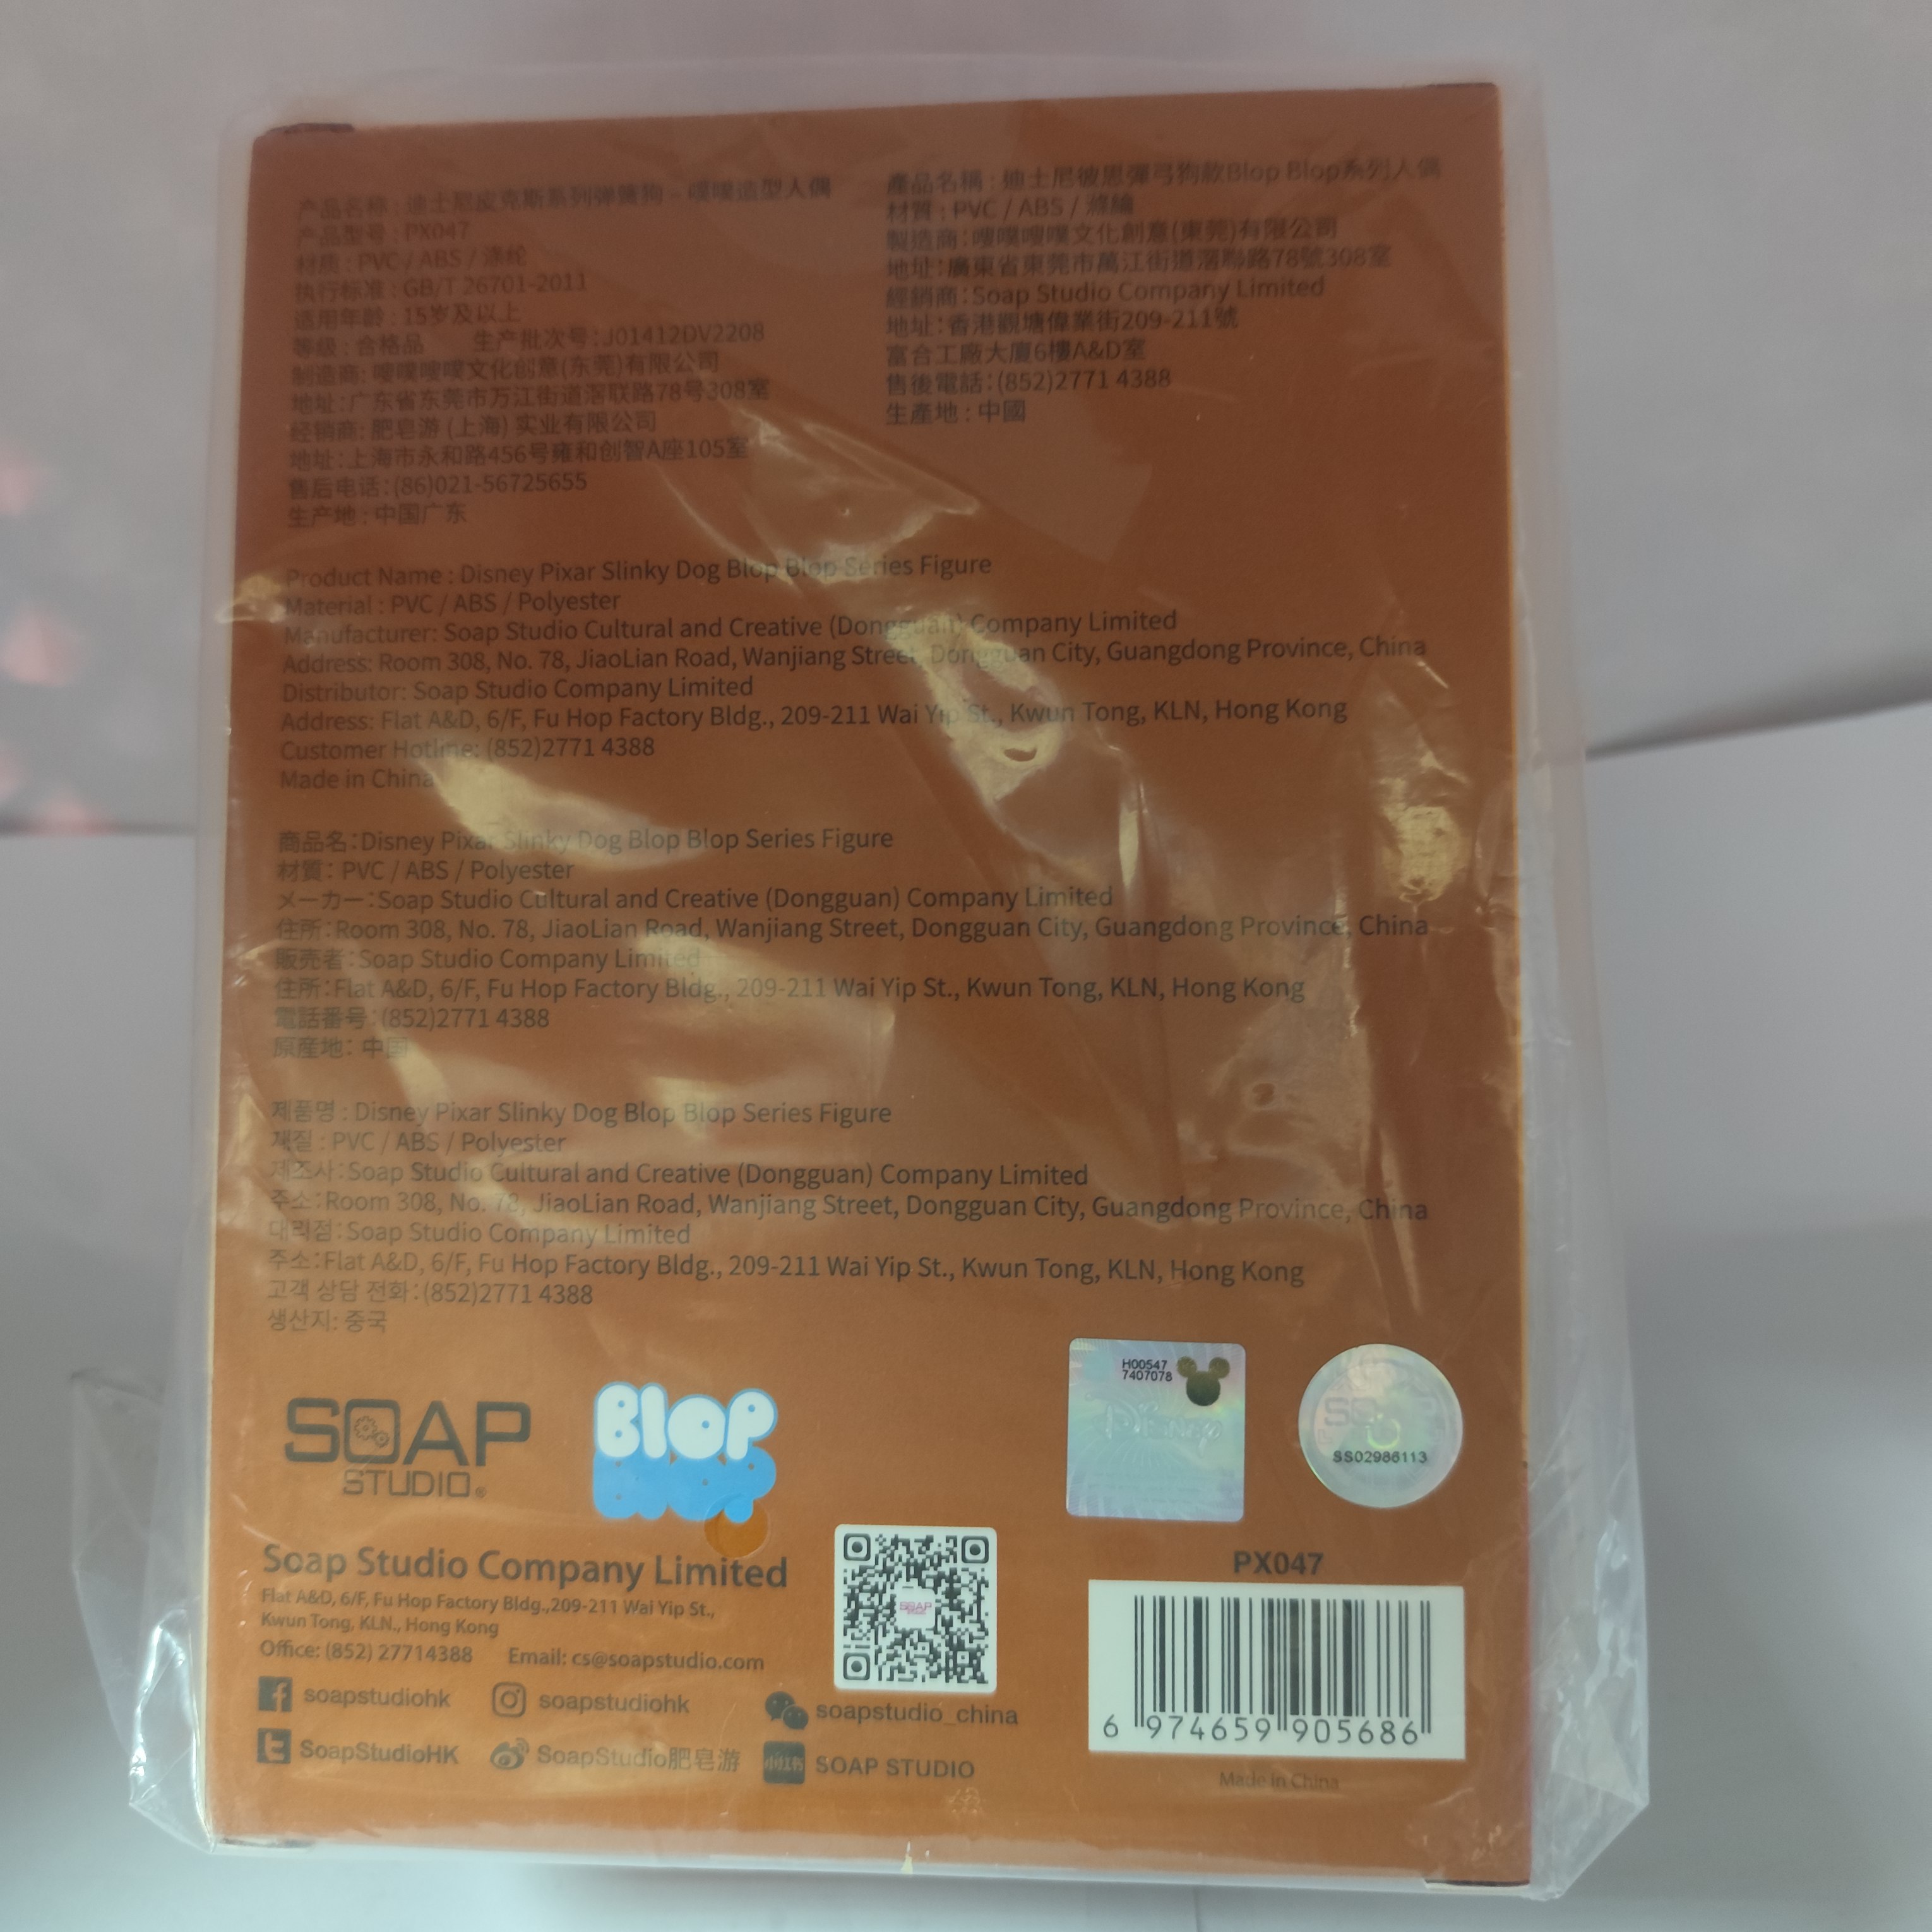 产品名称 : 迪士尼皮克斯系列弹簧狗 - 噗噗造型人偶
产品型号 : PX047
材质 : PVC / ABS / 涤纶
执行标准 : GB/T 26701-2011
适用年龄 : 15岁及以上
等级 : 合格品 生产批次号 : J01412DV2208
制造商: 嗖噗嗖噗文化创意(东莞)有限公司
地址: 广东省东莞市万江街道滘联路78号308室
经销商: 肥皂游 (上海) 实业有限公司
地址: 上海市永和路456号雍和创智A座105室
售后电话: (86)021-56725655
生产地 : 中国广东
產品名稱 : 迪士尼彼思彈弓狗款Blop Blop系列人偶
材質 : PVC / ABS / 滌綸
製造商: 嗖噗嗖噗文化創意(東莞)有限公司
地址: 廣東省東莞市萬江街道滘聯路78號308室
經銷商: Soap Studio Company Limited
地址: 香港觀塘偉業街209-211號
富合工廠大廈6樓A&D室
售後電話: (852)2771 4388
生產地 : 中國
Product Name : Disney Pixar Slinky Dog Blop Blop Series Figure
Material : PVC / ABS / Polyester
Manufacturer: Soap Studio Cultural and Creative (Dongguan) Company Limited
Address: Room 308, No. 78, JiaoLian Road, Wanjiang Street, Dongguan City, Guangdong Province, China
Distributor: Soap Studio Company Limited
Address: Flat A&D, 6/F, Fu Hop Factory Bldg., 209-211 Wai Yip St., Kwun Tong, KLN, Hong Kong
Customer Hotline: (852)2771 4388
Made in China
商品名: Disney Pixar Slinky Dog Blop Blop Series Figure
材質: PVC / ABS / Polyester
メーカー: Soap Studio Cultural and Creative (Dongguan) Company Limited
住所: Room 308, No. 78, JiaoLian Road, Wanjiang Street, Dongguan City, Guangdong Province, China
販売者: Soap Studio Company Limited
住所: Flat A&D, 6/F, Fu Hop Factory Bldg., 209-211 Wai Yip St., Kwun Tong, KLN, Hong Kong
電話番号: (852)2771 4388
原産地: 中国
제품명 : Disney Pixar Slinky Dog Blop Blop Series Figure
재질 : PVC / ABS / Polyester
제조사: Soap Studio Cultural and Creative (Dongguan) Company Limited
주소: Room 308, No. 78, JiaoLian Road, Wanjiang Street, Dongguan City, Guangdong Province, China
대리점: Soap Studio Company Limited
주소: Flat A&D, 6/F, Fu Hop Factory Bldg., 209-211 Wai Yip St., Kwun Tong, KLN, Hong Kong
고객 상담 전화: (852)2771 4388
생산지: 중국
SOAP
STUDIO®
Blop
Blop
H00547
7407078
Disney
SS02986113
Soap Studio Company Limited
Flat A&D, 6/F, Fu Hop Factory Bldg.,209-211 Wai Yip St.,
Kwun Tong, KLN., Hong Kong
Office: (852) 27714388 Email: cs@soapstudio.com
soapstudiohk soapstudiohk soapstudio_china
SoapStudioHK SoapStudio肥皂游 小红书 SOAP STUDIO
SOAP
PX047
6 974659 905686
Made in China